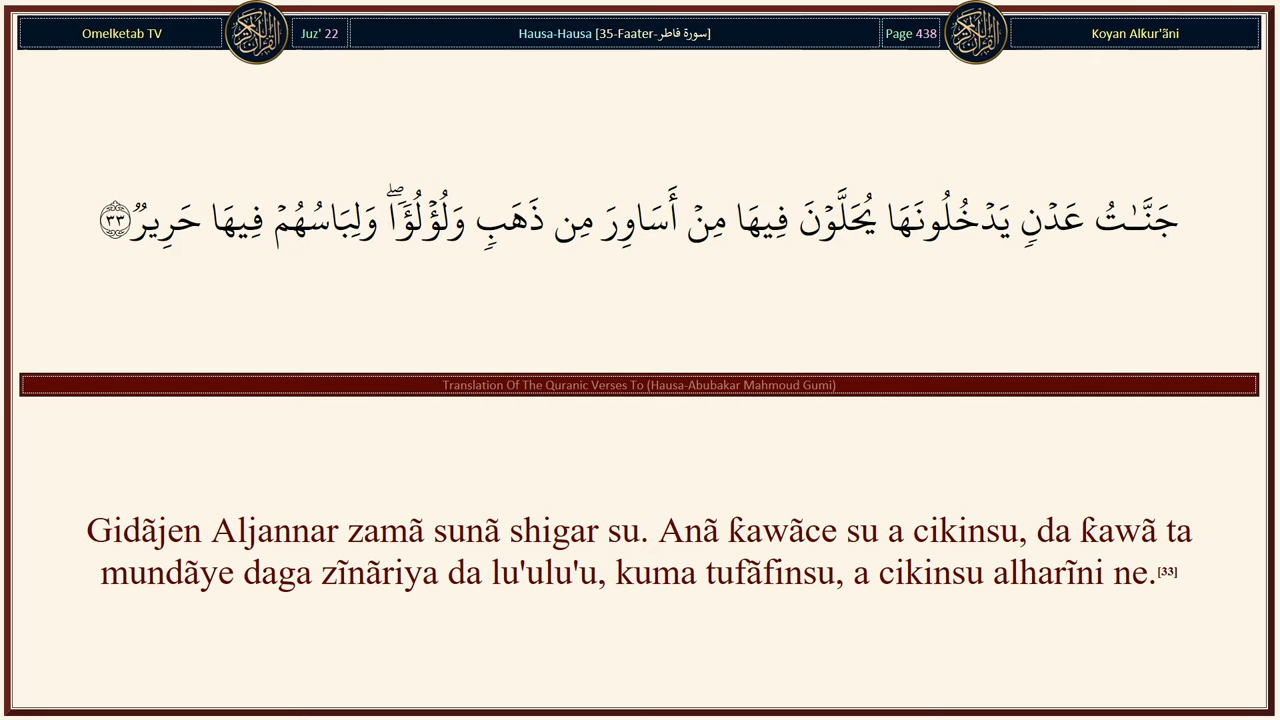 Omelketab TV
Juz' 22
Hausa-Hausa [35-Faater-سورة فاطر]
Page 438
Koyan Alƙur'ãni
جَنَّـٰتُ عَدۡنٖ يَدۡخُلُونَهَا يُحَلَّوۡنَ فِيهَا مِنۡ أَسَاوِرَ مِن ذَهَبٖ وَلُؤۡلُؤٗاۖ وَلِبَاسُهُمۡ فِيهَا حَرِيرٞ ٣٣
Translation Of The Quranic Verses To (Hausa-Abubakar Mahmoud Gumi)
Gidãjen Aljannar zamã sunã shigar su. Anã ƙawãce su a cikinsu, da ƙawã ta
mundãye daga zĩnãriya da lu'ulu'u, kuma tufãfinsu, a cikinsu alharĩni ne.[33]